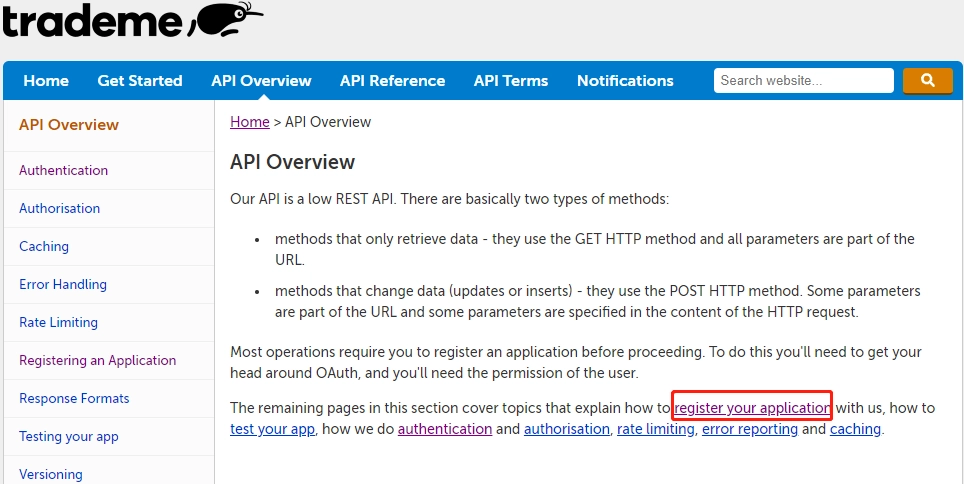 trademe
Home Get Started API Overview API Reference API Terms Notifications Search website...
API Overview
Authentication
Authorisation
Caching
Error Handling
Rate Limiting
Registering an Application
Response Formats
Testing your app
Versioning
Home > API Overview
API Overview
Our API is a low REST API. There are basically two types of methods:
• methods that only retrieve data - they use the GET HTTP method and all parameters are part of the
URL.
• methods that change data (updates or inserts) - they use the POST HTTP method. Some parameters
are part of the URL and some parameters are specified in the content of the HTTP request.
Most operations require you to register an application before proceeding. To do this you'll need to get your
head around OAuth, and you'll need the permission of the user.
The remaining pages in this section cover topics that explain how to register your application with us, how to
test your app, how we do authentication and authorisation, rate limiting, error reporting and caching.